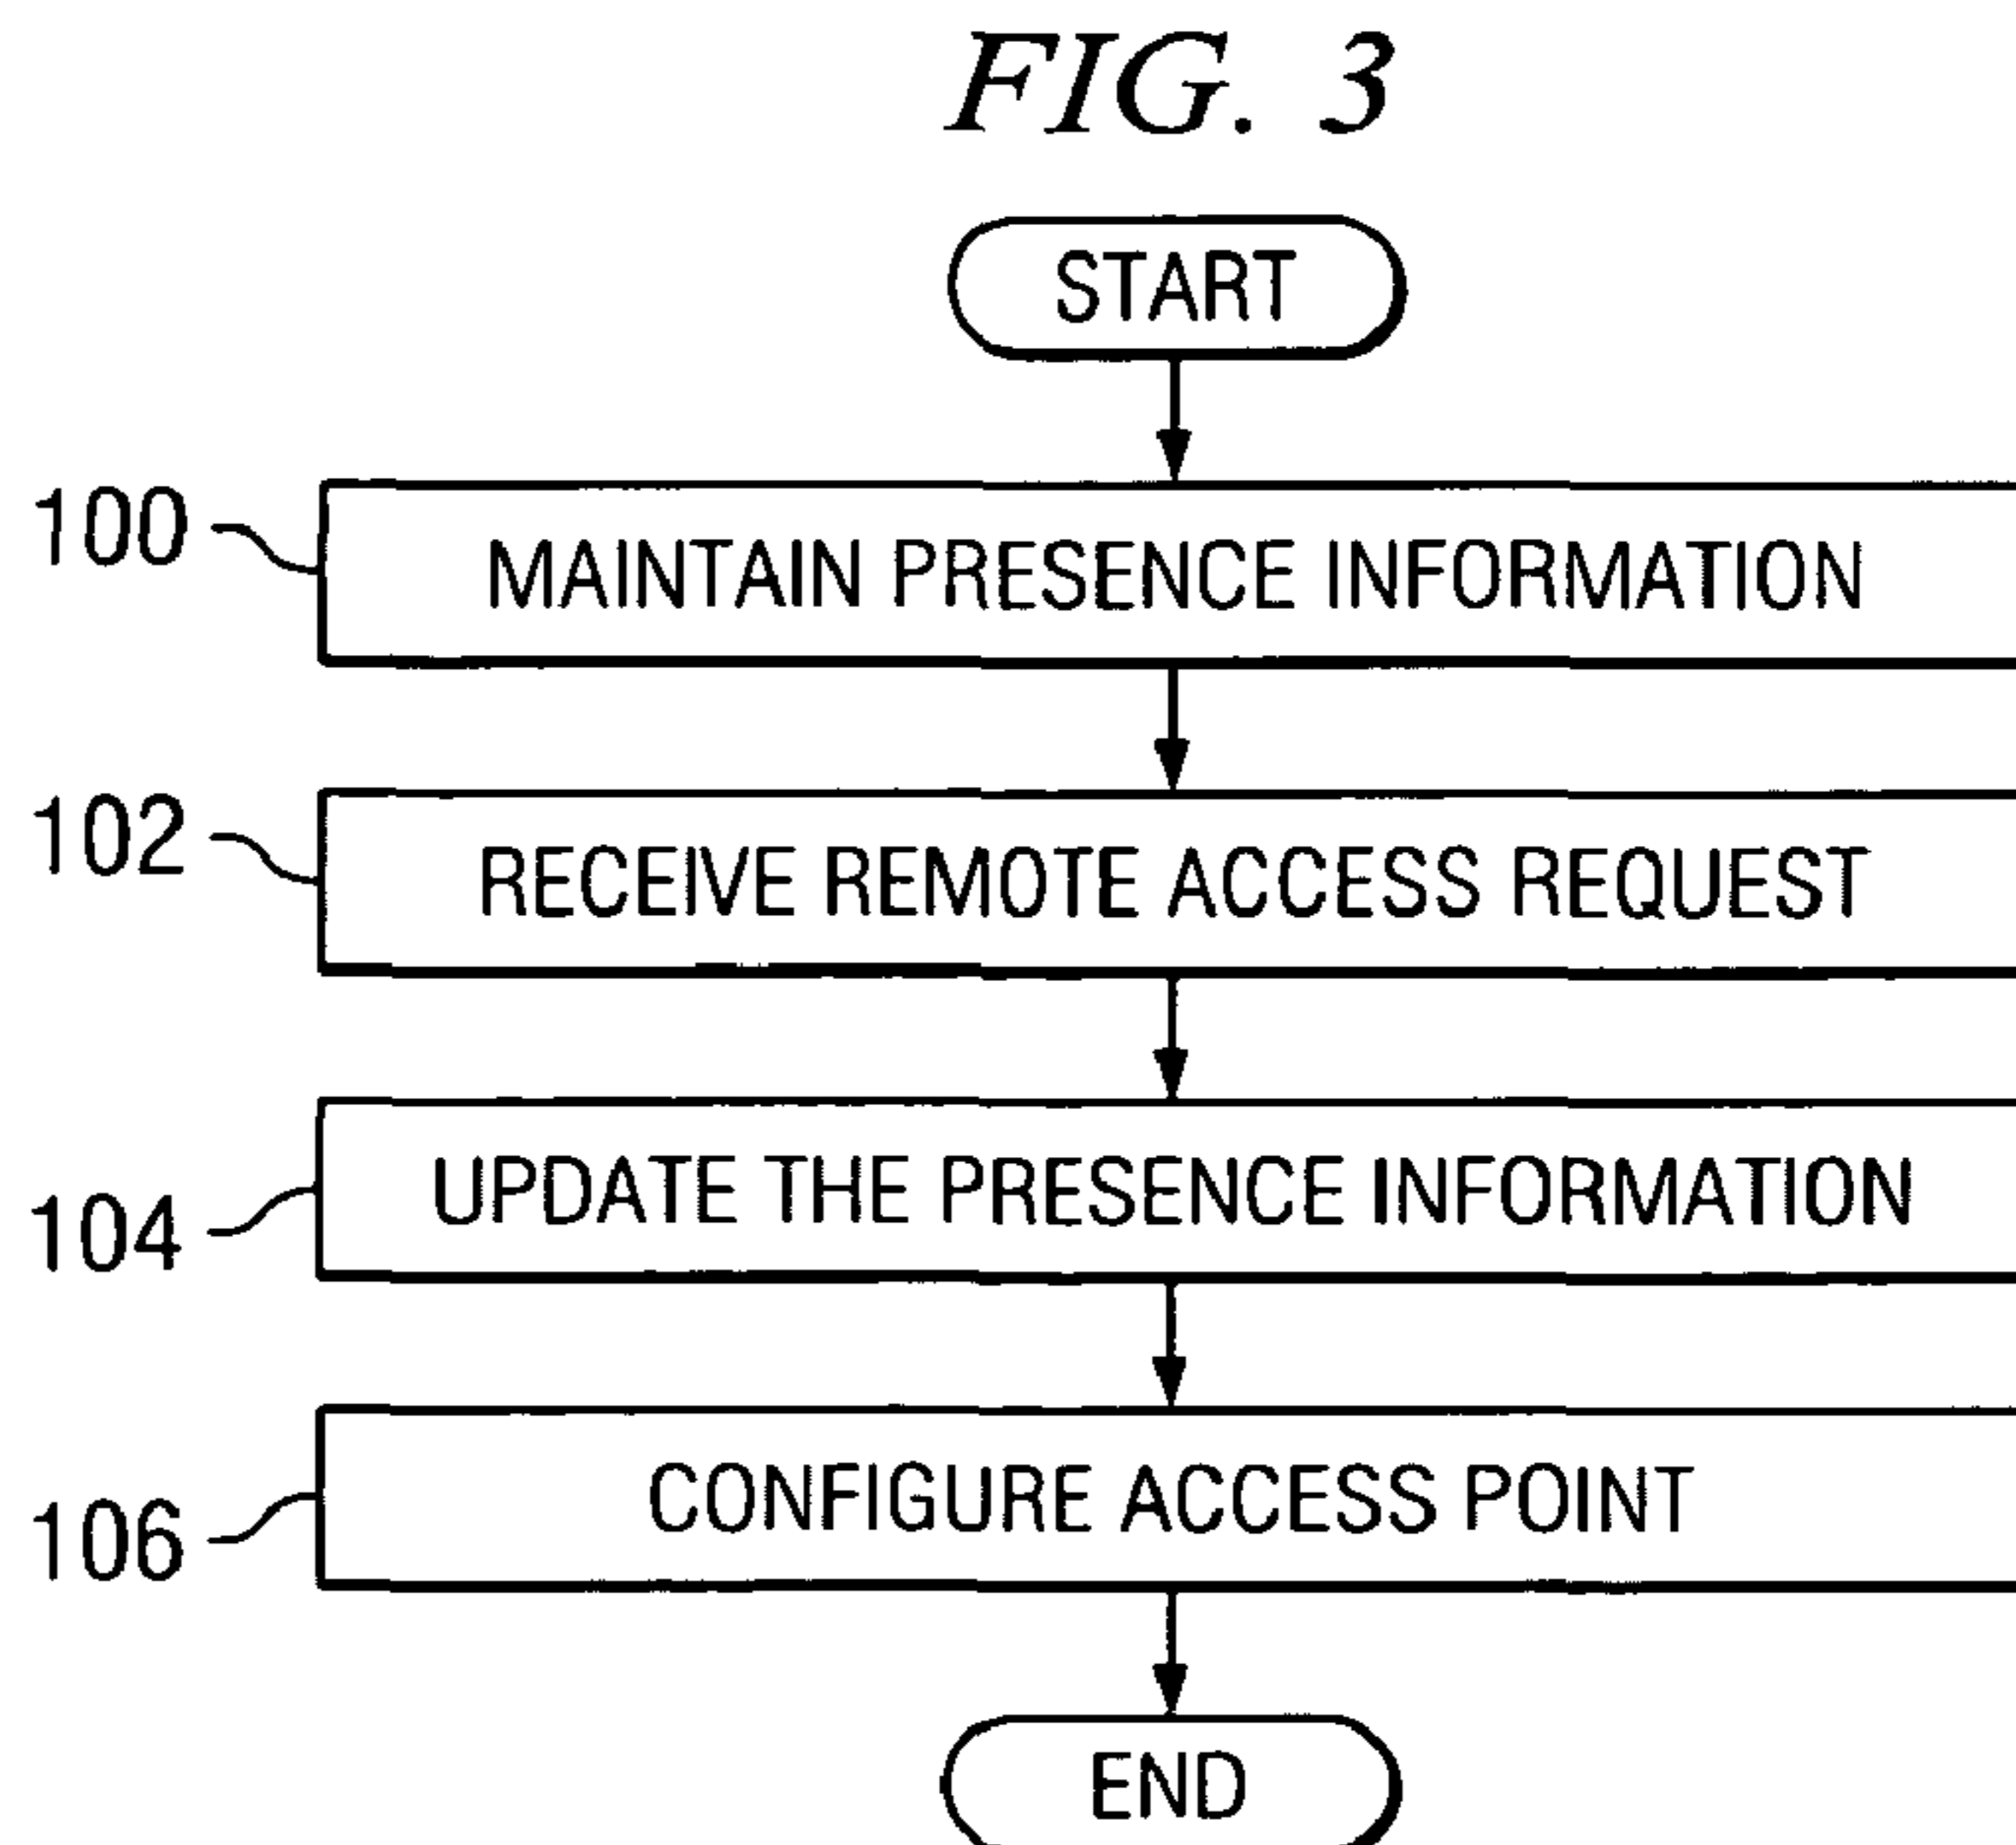 FIG. 3
START
100
MAINTAIN PRESENCE INFORMATION
102
RECEIVE REMOTE ACCESS REQUEST
104
UPDATE THE PRESENCE INFORMATION
106
CONFIGURE ACCESS POINT
END